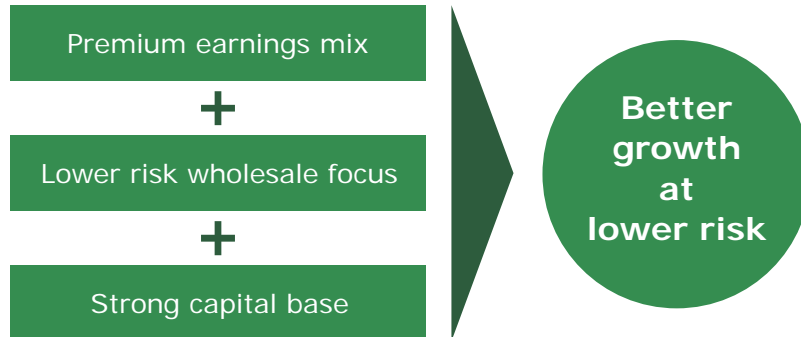 Premium earnings mix
+
Lower risk wholesale focus
+
Strong capital base
Better
growth
at
lower risk